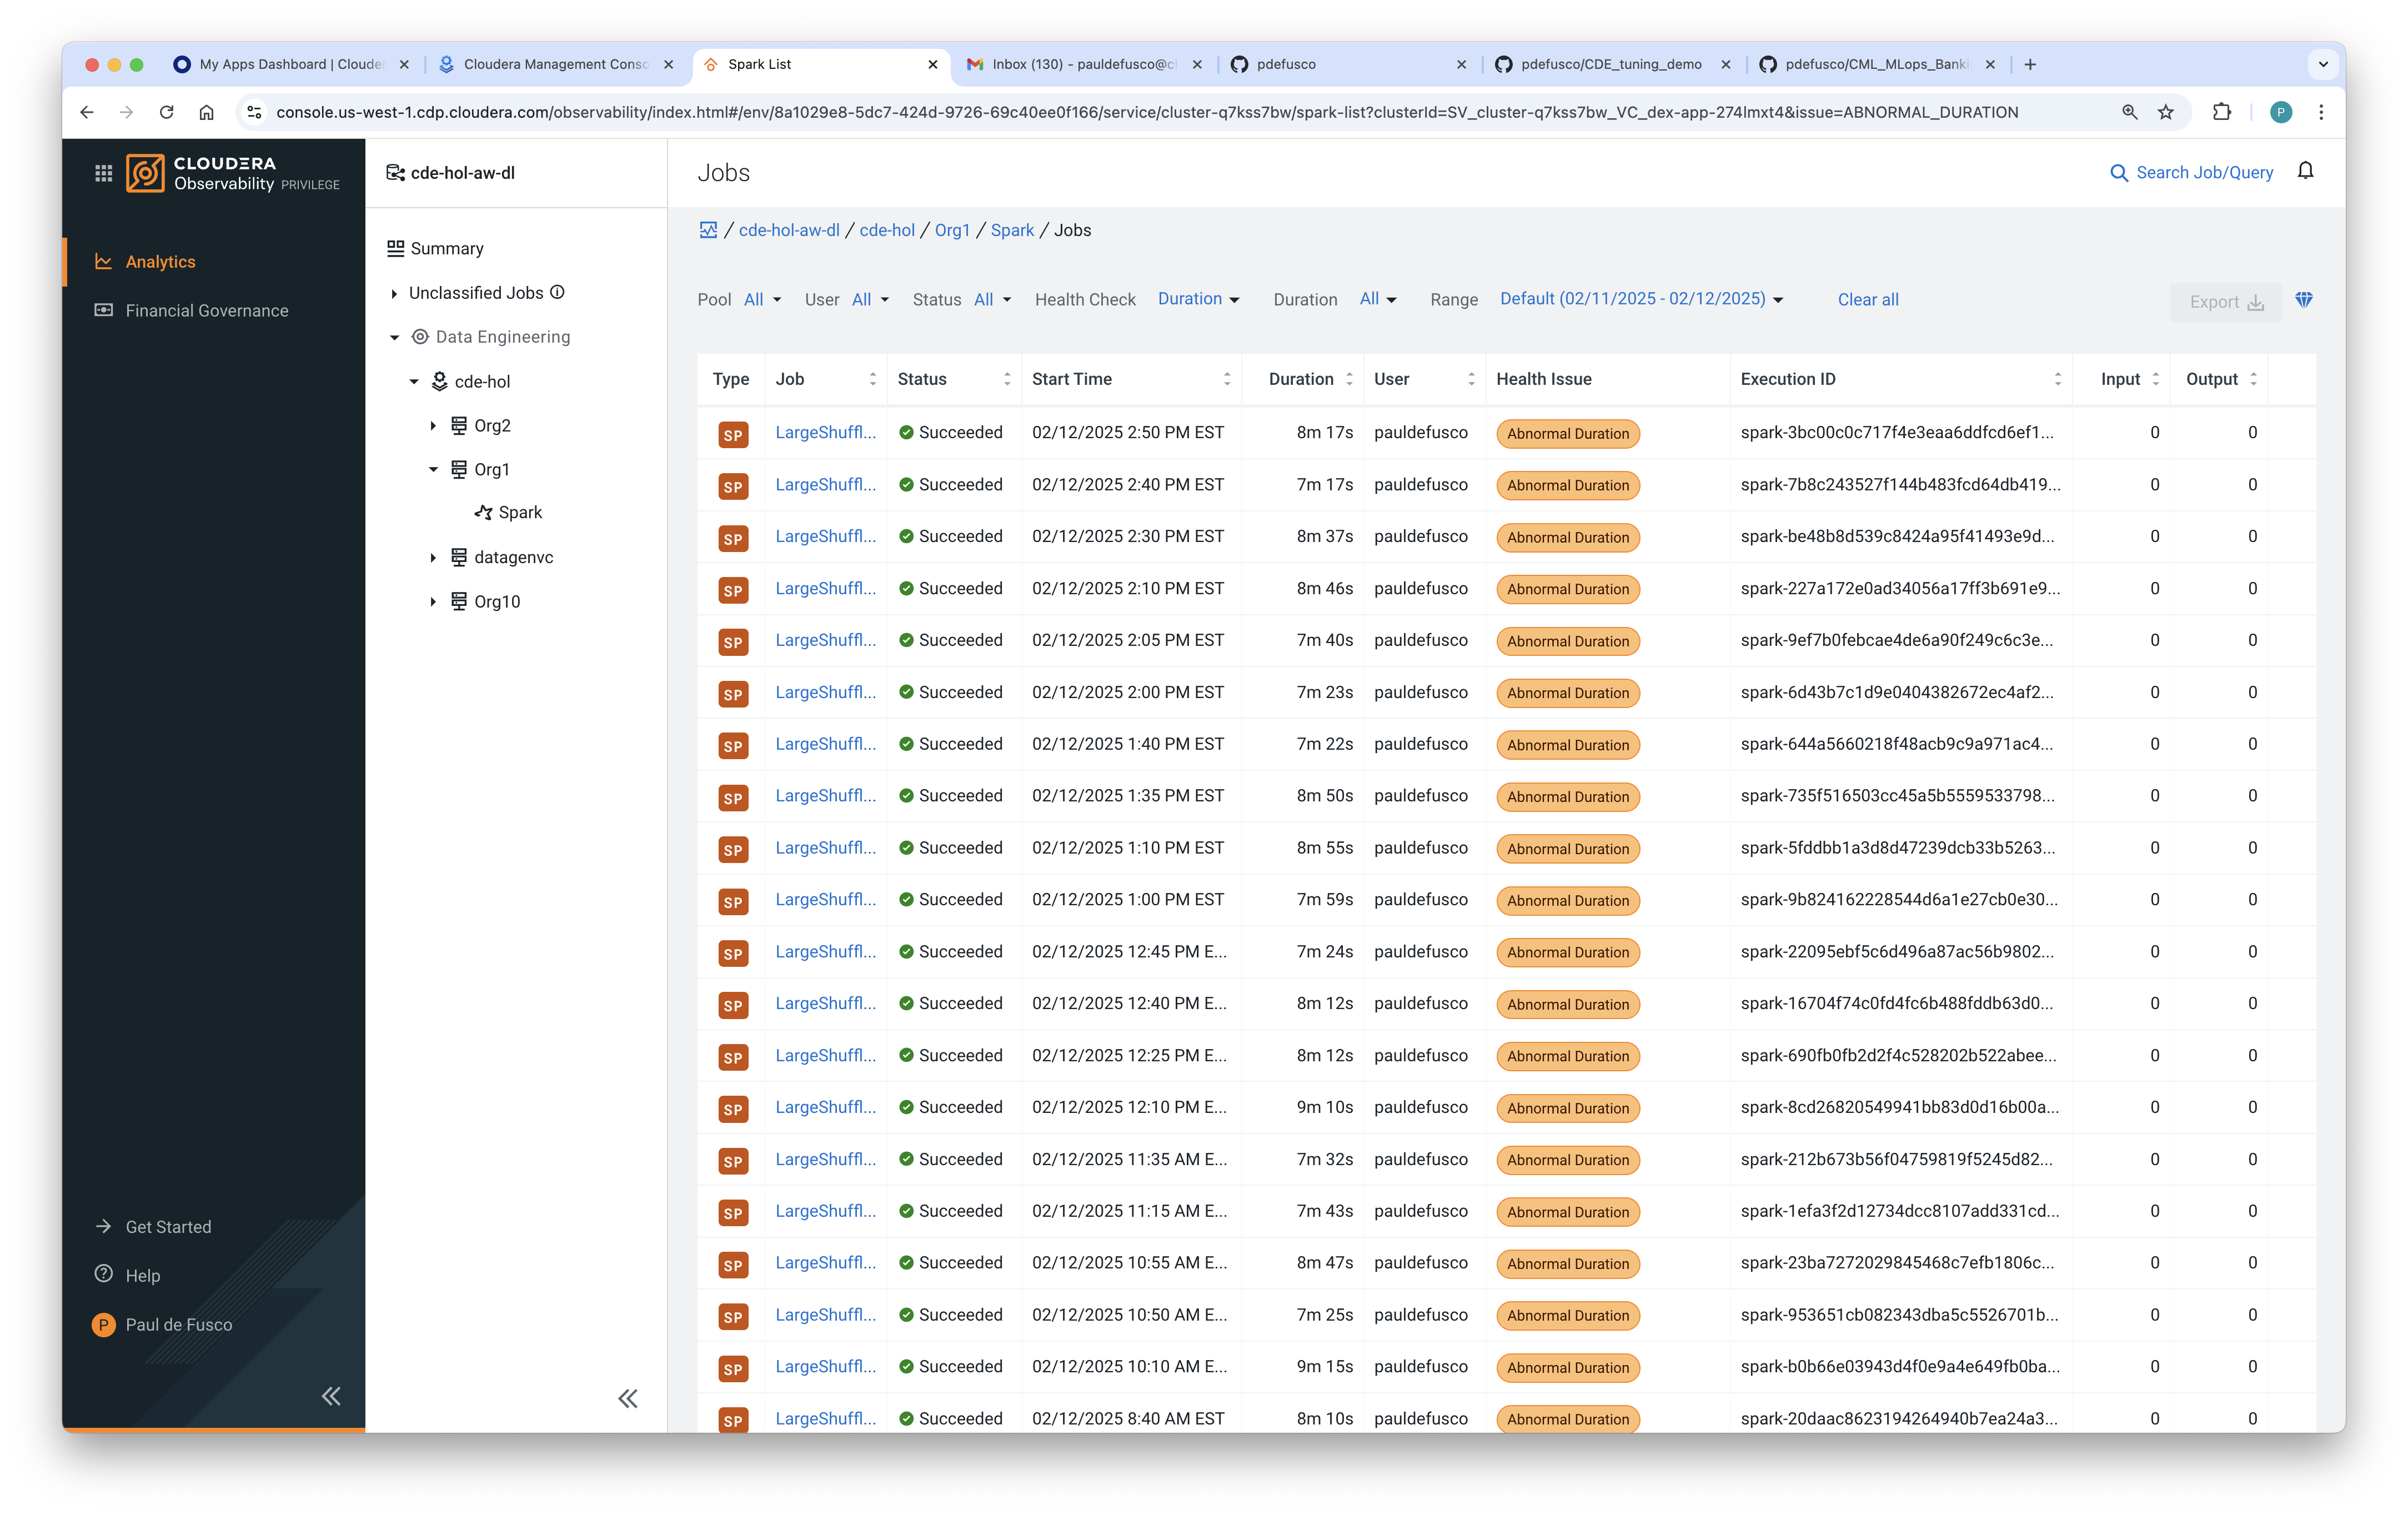 My Apps Dashboard | Clouder
Cloudera Management Conso
Spark List
Inbox (130) - pauldefusco@cl
pdefusco
pdefusco/CDE_tuning_demo
pdefusco/CML_MLops_Banki
console.us-west-1.cdp.cloudera.com/observability/index.html#/env/8a1029e8-5dc7-424d-9726-69c40ee0f166/service/cluster-q7kss7bw/spark-list?clusterId=SV_cluster-q7kss7bw_VC_dex-app-274lmxt4&issue=ABNORMAL_DURATION
P
CLOUDERA
Observability PRIVILEGE
Analytics
Financial Governance
Get Started
Help
P Paul de Fusco
cde-hol-aw-dl
Summary
Unclassified Jobs
Data Engineering
cde-hol
Org2
Org1
Spark
datagenvc
Org10
Jobs
Search Job/Query
/ cde-hol-aw-dl / cde-hol / Org1 / Spark / Jobs
Pool All User All Status All Health Check Duration Duration All Range Default (02/11/2025 - 02/12/2025) Clear all Export
Type Job Status Start Time Duration User Health Issue Execution ID Input Output
SP LargeShuffl... Succeeded 02/12/2025 2:50 PM EST 8m 17s pauldefusco Abnormal Duration spark-3bc00c0c717f4e3eaa6ddfcd6ef1... 0 0
SP LargeShuffl... Succeeded 02/12/2025 2:40 PM EST 7m 17s pauldefusco Abnormal Duration spark-7b8c243527f144b483fcd64db419... 0 0
SP LargeShuffl... Succeeded 02/12/2025 2:30 PM EST 8m 37s pauldefusco Abnormal Duration spark-be48b8d539c8424a95f41493e9d... 0 0
SP LargeShuffl... Succeeded 02/12/2025 2:10 PM EST 8m 46s pauldefusco Abnormal Duration spark-227a172e0ad34056a17ff3b691e9... 0 0
SP LargeShuffl... Succeeded 02/12/2025 2:05 PM EST 7m 40s pauldefusco Abnormal Duration spark-9ef7b0febcae4de6a90f249c6c3e... 0 0
SP LargeShuffl... Succeeded 02/12/2025 2:00 PM EST 7m 23s pauldefusco Abnormal Duration spark-6d43b7c1d9e0404382672ec4af2... 0 0
SP LargeShuffl... Succeeded 02/12/2025 1:40 PM EST 7m 22s pauldefusco Abnormal Duration spark-644a5660218f48acb9c9a971ac4... 0 0
SP LargeShuffl... Succeeded 02/12/2025 1:35 PM EST 8m 50s pauldefusco Abnormal Duration spark-735f516503cc45a5b5559533798... 0 0
SP LargeShuffl... Succeeded 02/12/2025 1:10 PM EST 8m 55s pauldefusco Abnormal Duration spark-5fddbb1a3d8d47239dcb33b5263... 0 0
SP LargeShuffl... Succeeded 02/12/2025 1:00 PM EST 7m 59s pauldefusco Abnormal Duration spark-9b824162228544d6a1e27cb0e30... 0 0
SP LargeShuffl... Succeeded 02/12/2025 12:45 PM E... 7m 24s pauldefusco Abnormal Duration spark-22095ebf5c6d496a87ac56b9802... 0 0
SP LargeShuffl... Succeeded 02/12/2025 12:40 PM E... 8m 12s pauldefusco Abnormal Duration spark-16704f74c0fd4fc6b488fddb63d0... 0 0
SP LargeShuffl... Succeeded 02/12/2025 12:25 PM E... 8m 12s pauldefusco Abnormal Duration spark-690fb0fb2d2f4c528202b522abee... 0 0
SP LargeShuffl... Succeeded 02/12/2025 12:10 PM E... 9m 10s pauldefusco Abnormal Duration spark-8cd26820549941bb83d0d16b00a... 0 0
SP LargeShuffl... Succeeded 02/12/2025 11:35 AM E... 7m 32s pauldefusco Abnormal Duration spark-212b673b56f04759819f5245d82... 0 0
SP LargeShuffl... Succeeded 02/12/2025 11:15 AM E... 7m 43s pauldefusco Abnormal Duration spark-1efa3f2d12734dcc8107add331cd... 0 0
SP LargeShuffl... Succeeded 02/12/2025 10:55 AM E... 8m 47s pauldefusco Abnormal Duration spark-23ba7272029845468c7efb1806c... 0 0
SP LargeShuffl... Succeeded 02/12/2025 10:50 AM E... 7m 25s pauldefusco Abnormal Duration spark-953651cb082343dba5c5526701b... 0 0
SP LargeShuffl... Succeeded 02/12/2025 10:10 AM E... 9m 15s pauldefusco Abnormal Duration spark-b0b66e03943d4f0e9a4e649fb0ba... 0 0
SP LargeShuffl... Succeeded 02/12/2025 8:40 AM EST 8m 10s pauldefusco Abnormal Duration spark-20daac8623194264940b7ea24a3... 0 0